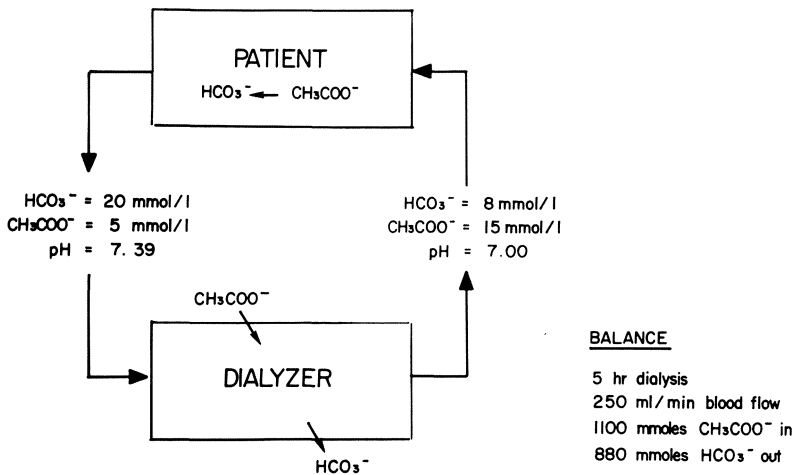 PATIENT
HCO₃⁻ ← CH₃COO⁻
HCO₃⁻ = 20 mmol/l
CH₃COO⁻ = 5 mmol/l
pH = 7.39
HCO₃⁻ = 8 mmol/l
CH₃COO⁻ = 15 mmol/l
pH = 7.00
CH₃COO⁻
DIALYZER
HCO₃⁻
BALANCE
5 hr dialysis
250 ml/min blood flow
1100 mmoles CH₃COO⁻ in
880 mmoles HCO₃⁻ out